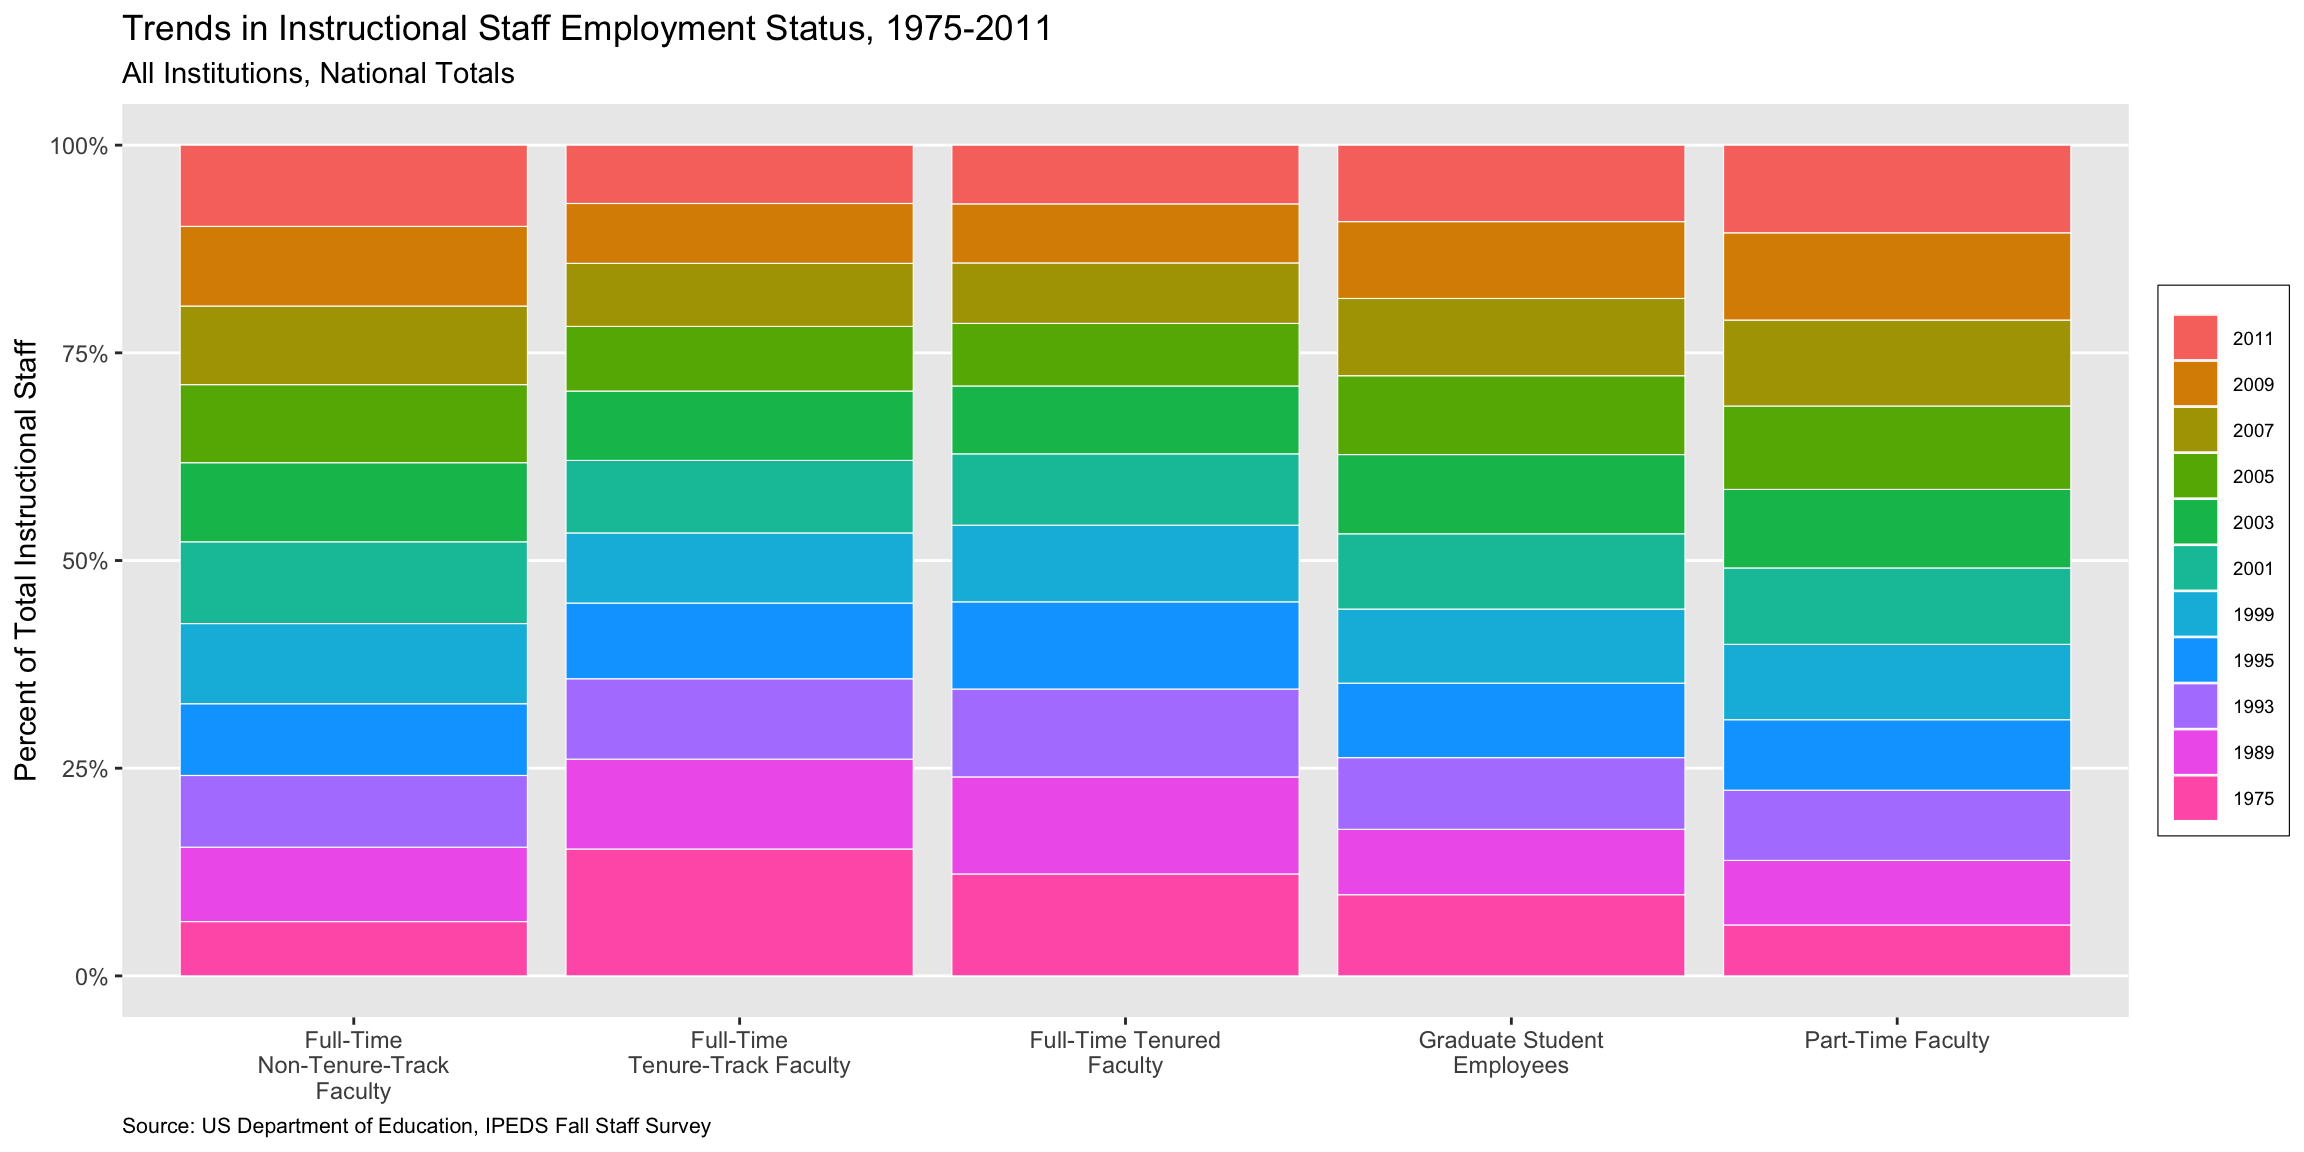 Trends in Instructional Staff Employment Status, 1975-2011
All Institutions, National Totals
Percent of Total Instructional Staff
100%
75%
50%
25%
0%
Full-Time
Non-Tenure-Track
Faculty
Full-Time
Tenure-Track Faculty
Full-Time Tenured
Faculty
Graduate Student
Employees
Part-Time Faculty
2011
2009
2007
2005
2003
2001
1999
1995
1993
1989
1975
Source: US Department of Education, IPEDS Fall Staff Survey